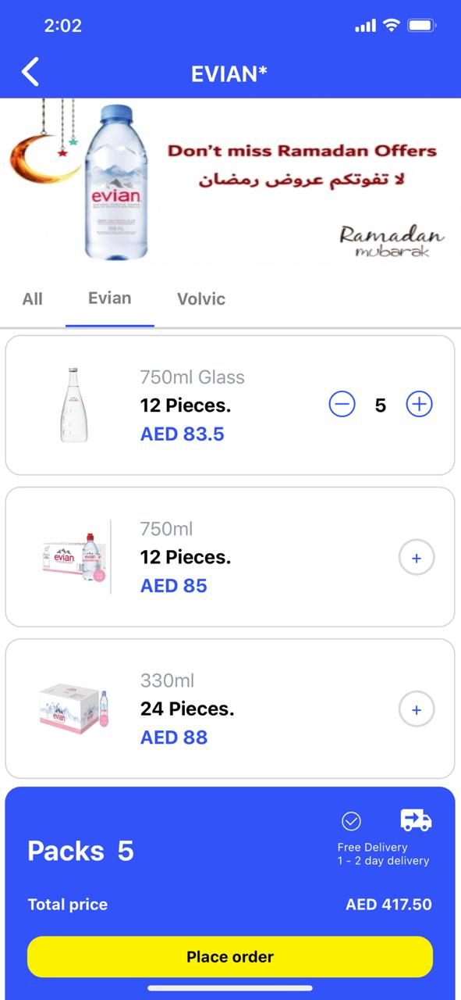 2:02
EVIAN*
Don't miss Ramadan Offers
لا تفوتكم عروض رمضان
evian
Ramadan
mubarak
All
Evian
Volvic
750ml Glass
12 Pieces.
AED 83.5
5
750ml
12 Pieces.
AED 85
evian
330ml
24 Pieces.
AED 88
evian
Packs 5
Free Delivery
1 - 2 day delivery
Total price
AED 417.50
Place order